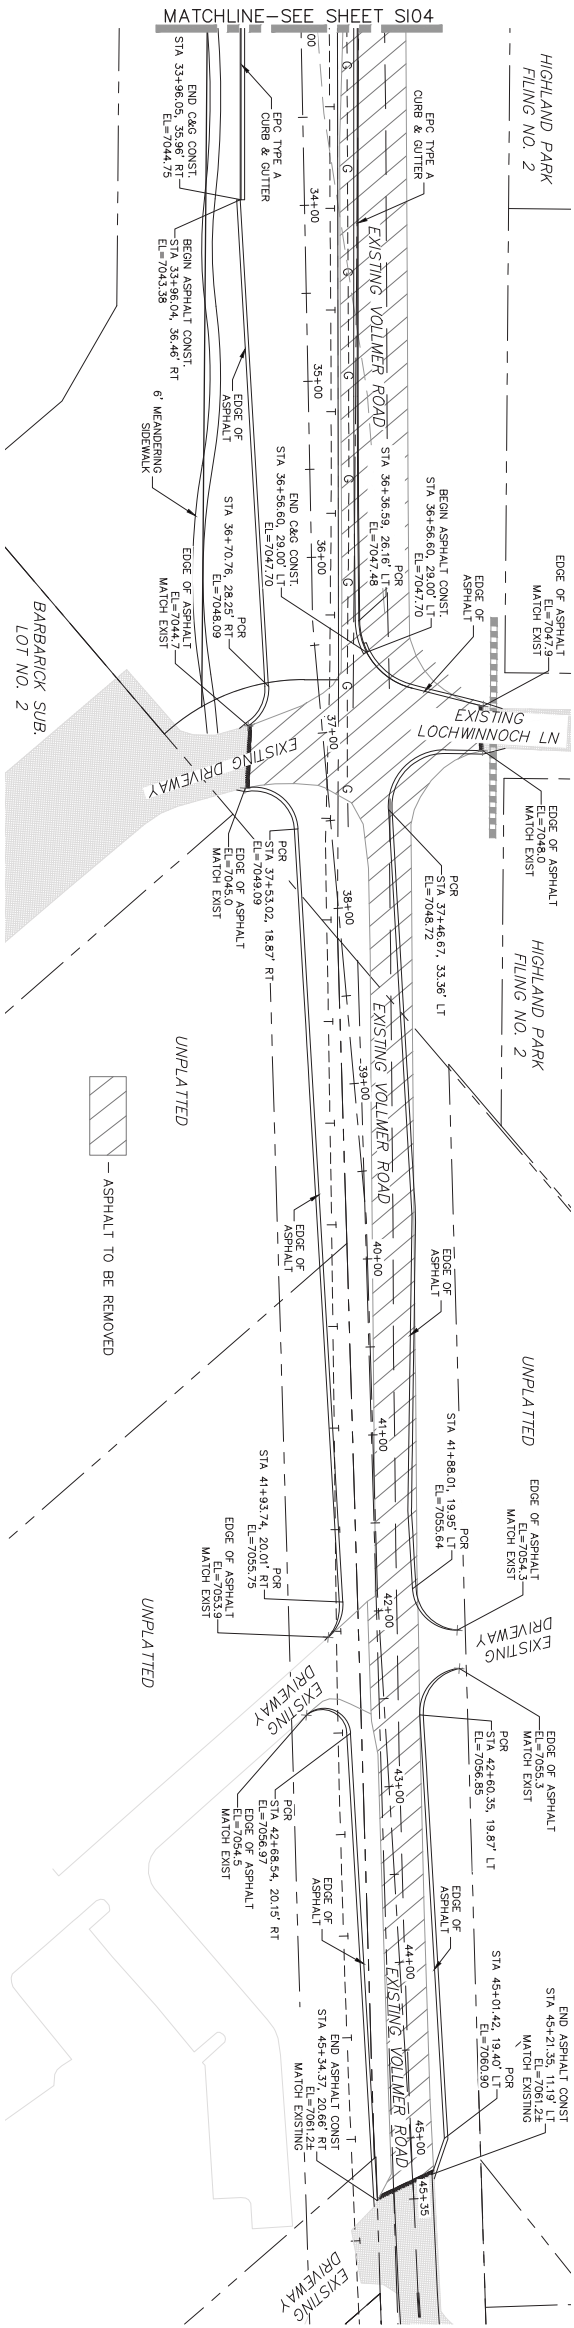 MATCHLINE-SEE SHEET SI04
HIGHLAND PARK
FILING NO. 2
EPC TYPE A
CURB & GUTTER
EXISTING VOLLMER ROAD
EPC TYPE A
CURB & GUTTER
END C&G CONST.
STA 33+96.05, 35.96' RT
EL=7044.75
BEGIN ASPHALT CONST.
STA 33+96.04, 36.46' RT
EL=7043.38
00
34+00
35+00
36+00
37+00
38+00
39+00
40+00
41+00
42+00
43+00
44+00
45+00
45+35
G
G
G
G
G
G
G
G
T
T
T
T
T
T
T
EDGE OF
ASPHALT
6' MEANDERING
SIDEWALK
END C&G CONST.
STA 36+56.60, 29.00' LT
EL=7047.70
PCR
STA 36+36.59, 26.16' LT
EL=7047.48
BEGIN ASPHALT CONST.
STA 36+56.60, 29.00' LT
EL=7047.70
EDGE OF
ASPHALT
EDGE OF ASPHALT
EL=7047.9
MATCH EXIST
PCR
STA 36+70.76, 28.25' RT
EL=7048.09
EDGE OF ASPHALT
EL=7044.7
MATCH EXIST
BARBARICK SUB.
LOT NO. 2
EXISTING
LOCHWINNOCH LN
EXISTING DRIVEWAY
EDGE OF ASPHALT
EL=7048.0
MATCH EXIST
PCR
STA 37+46.67, 33.36' LT
EL=7048.72
PCR
STA 37+53.02, 18.87' RT
EL=7049.09
EDGE OF ASPHALT
EL=7045.0
MATCH EXIST
HIGHLAND PARK
FILING NO. 2
EXISTING VOLLMER ROAD
UNPLATTED
ASPHALT TO BE REMOVED
EDGE OF
ASPHALT
EDGE OF
ASPHALT
UNPLATTED
PCR
STA 41+88.01, 19.95' LT
EL=7055.64
EDGE OF ASPHALT
EL=7054.3
MATCH EXIST
PCR
STA 41+93.74, 20.01' RT
EL=7055.75
EDGE OF ASPHALT
EL=7053.9
MATCH EXIST
UNPLATTED
EXISTING
DRIVEWAY
EXISTING
DRIVEWAY
EDGE OF ASPHALT
EL=7055.3
MATCH EXIST
PCR
STA 42+60.35, 19.87' LT
EL=7056.85
PCR
STA 42+68.54, 20.15' RT
EL=7056.97
EDGE OF ASPHALT
EL=7054.5
MATCH EXIST
EDGE OF
ASPHALT
EDGE OF
ASPHALT
EXISTING VOLLMER ROAD
PCR
STA 45+01.42, 19.40' LT
EL=7060.90
END ASPHALT CONST
STA 45+21.35, 11.19' LT
EL=7061.2±
MATCH EXISTING
END ASPHALT CONST
STA 45+34.37, 20.66' RT
EL=7061.2±
MATCH EXISTING
EXISTING
DRIVEWAY